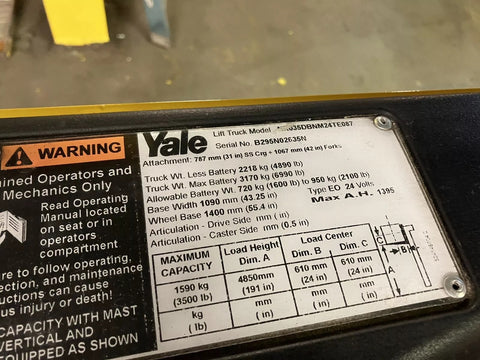 WARNING
ined Operators and
Mechanics Only
Read Operating
Manual located
on seat or in
operators
compartment
re to follow operating,
ection, and maintenance
uctions can cause
us injury or death!
CAPACITY WITH MAST
VERTICAL AND
EQUIPPED AS SHOWN
Yale
Lift Truck Model 035DBNM24TE087
Serial No. B295N02635N
Attachment: 787 mm (31 in) SS Crg + 1067 mm (42 in) Fork
Truck Wt. Less Battery 2218 kg (4890 lb)
Truck Wt. Max Battery 3170 kg (6990 lb)
Allowable Battery Wt. 720 kg (1600 lb) to 950 kg (2100 lb)
Base Width 1090 mm (43.25 in) Type EO 24 Volts
Wheel Base 1400 mm (55.4 in) Max A.H. 1395
Articulation - Drive Side mm ( in)
Articulation - Caster Side mm (0.5 in)
MAXIMUM CAPACITY
Load Height Dim. A
Load Center
Dim. B Dim. C
1590 kg (3500 lb)
4850mm (191 in)
610 mm (24 in)
610 mm (24 in)
kg ( lb)
mm ( in)
mm ( in)
mm ( in)
B
C
A